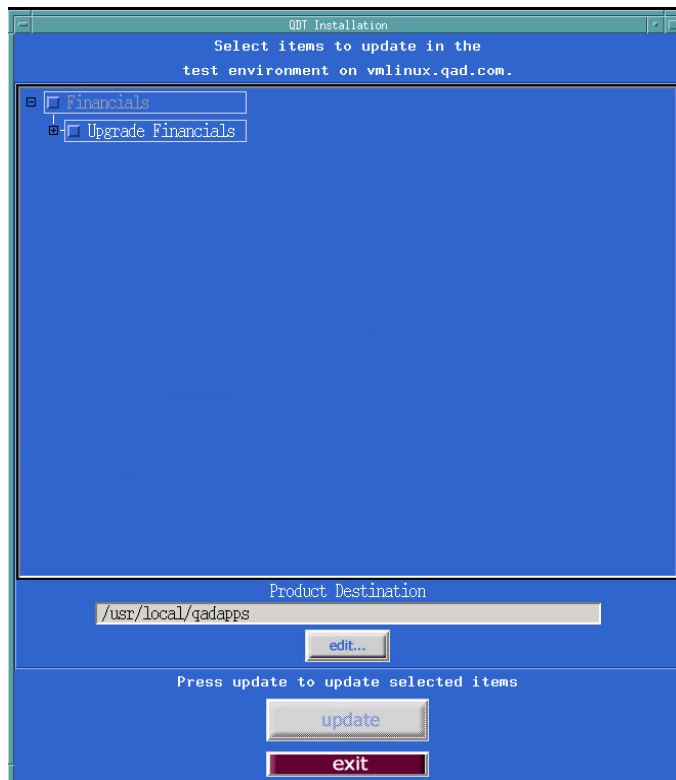 QDT Installation
Select items to update in the
test environment on vmlinux.qad.com.
Financials
Upgrade Financials
Product Destination
/usr/local/qadapps
edit...
Press update to update selected items
update
exit